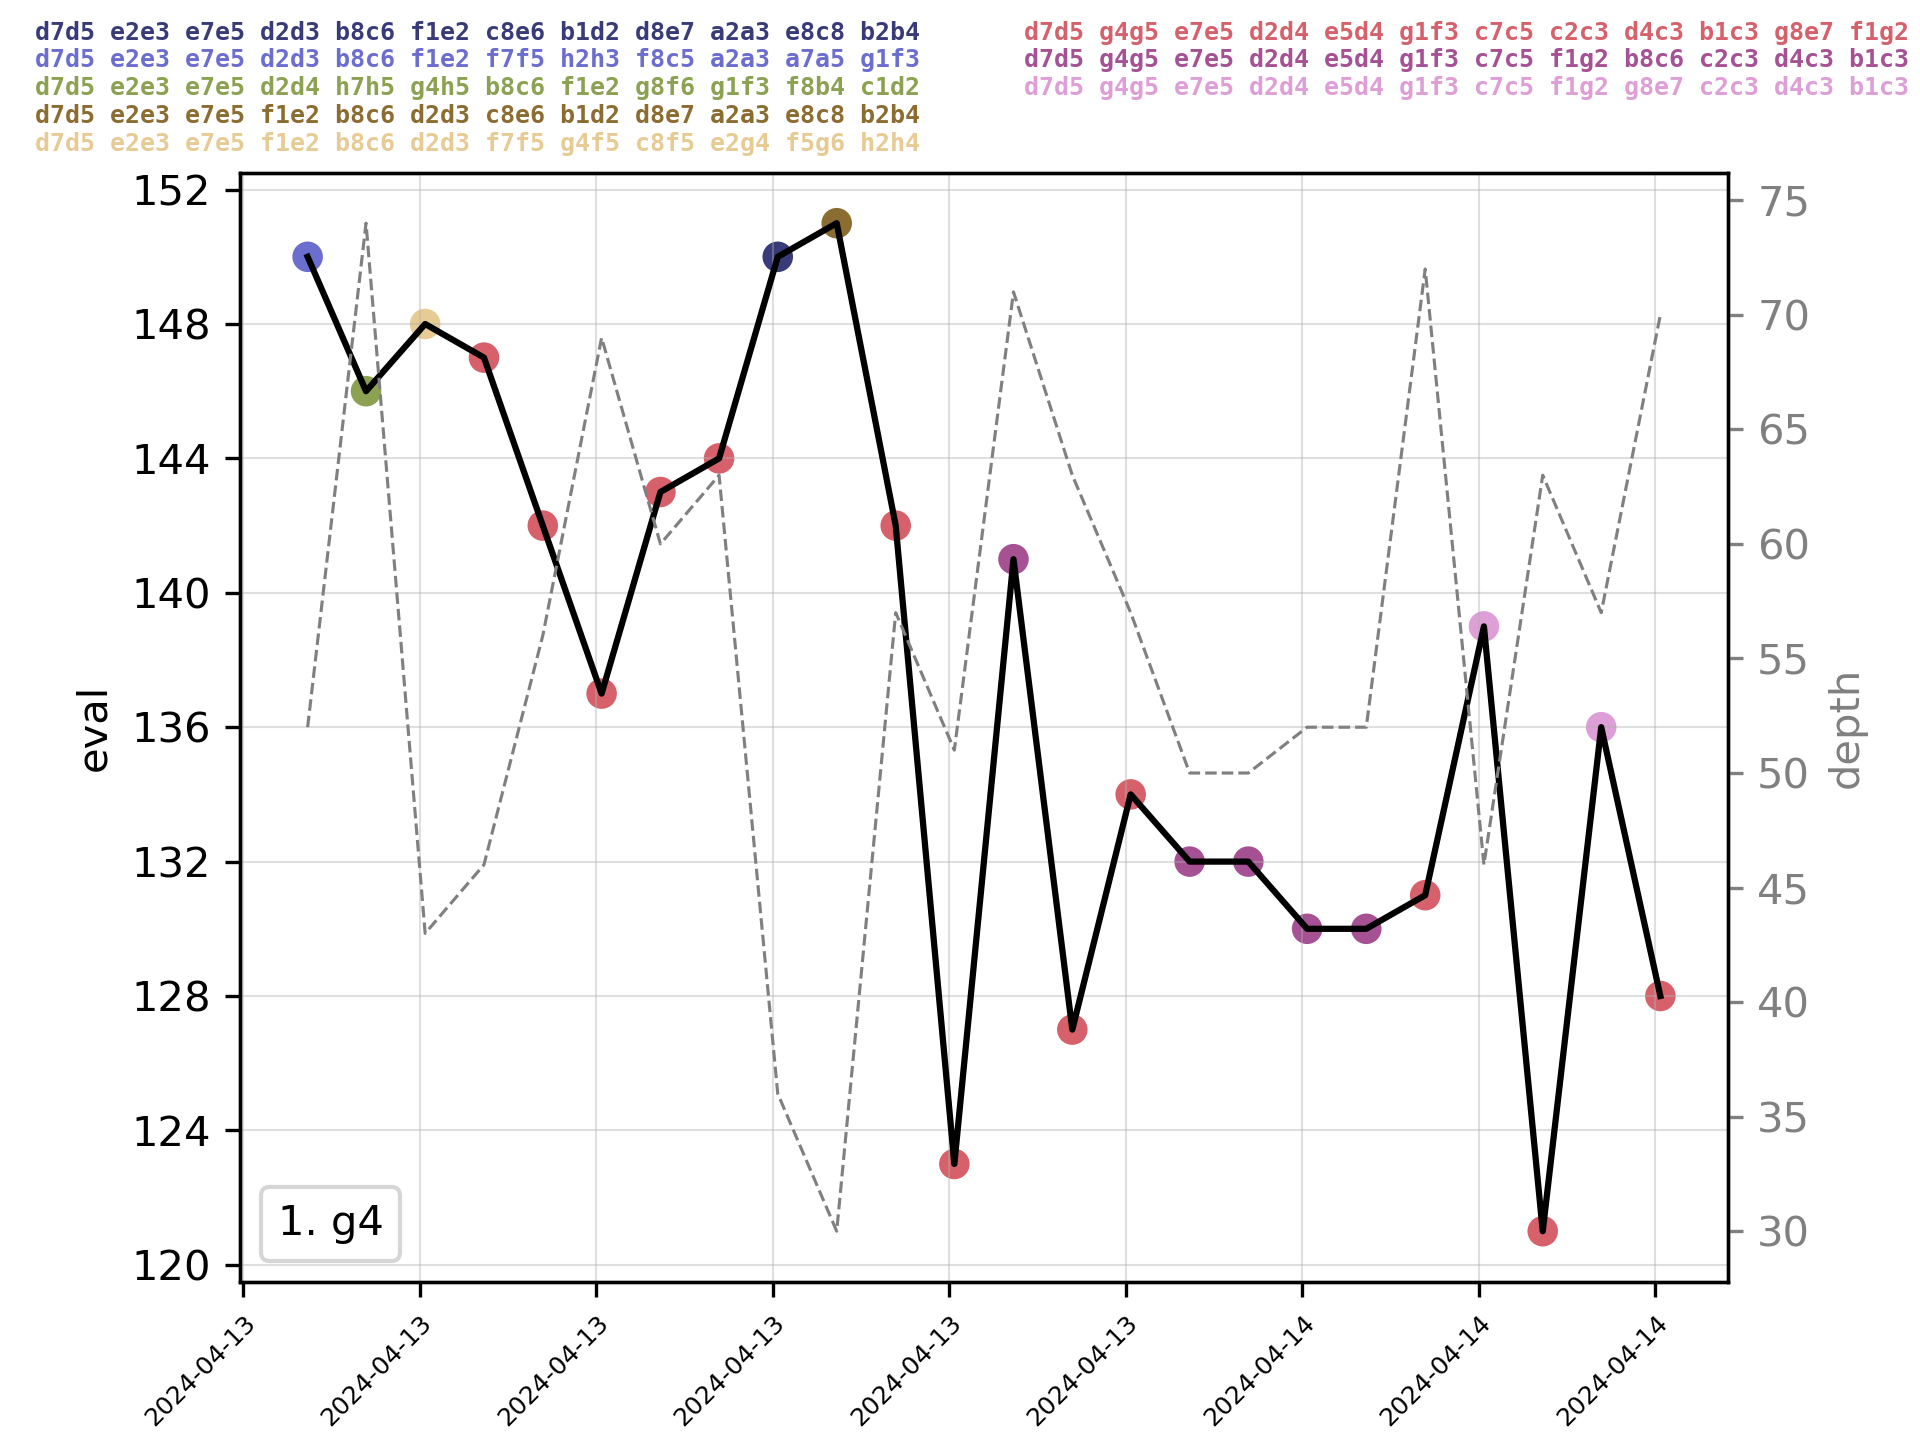 d7d5 e2e3 e7e5 d2d3 b8c6 f1e2 c8e6 b1d2 d8e7 a2a3 e8c8 b2b4
d7d5 e2e3 e7e5 d2d3 b8c6 f1e2 f7f5 h2h3 f8c5 a2a3 a7a5 g1f3
d7d5 e2e3 e7e5 d2d4 h7h5 g4h5 b8c6 f1e2 g8f6 g1f3 f8b4 c1d2
d7d5 e2e3 e7e5 f1e2 b8c6 d2d3 c8e6 b1d2 d8e7 a2a3 e8c8 b2b4
d7d5 e2e3 e7e5 f1e2 b8c6 d2d3 f7f5 g4f5 c8f5 e2g4 f5g6 h2h4
d7d5 g4g5 e7e5 d2d4 e5d4 g1f3 c7c5 c2c3 d4c3 b1c3 g8e7 f1g2
d7d5 g4g5 e7e5 d2d4 e5d4 g1f3 c7c5 f1g2 b8c6 c2c3 d4c3 b1c3
d7d5 g4g5 e7e5 d2d4 e5d4 g1f3 c7c5 f1g2 g8e7 c2c3 d4c3 b1c3
152
148
144
140
136
132
128
124
120
eval
75
70
65
60
55
50
45
40
35
30
depth
1. g4
2024-04-13
2024-04-13
2024-04-13
2024-04-13
2024-04-13
2024-04-13
2024-04-14
2024-04-14
2024-04-14